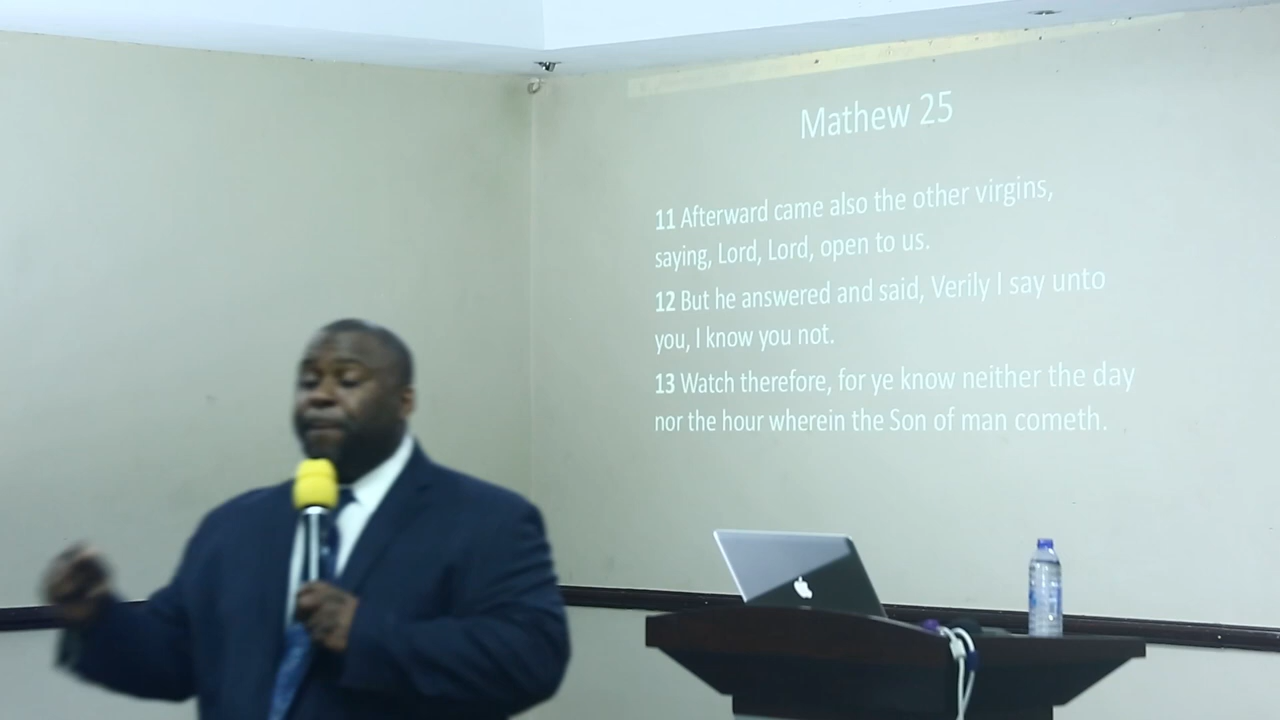 Mathew 25
11 Afterward came also the other virgins,
saying, Lord, Lord, open to us.
12 But he answered and said, Verily I say unto
you, I know you not.
13 Watch therefore, for ye know neither the day
nor the hour wherein the Son of man cometh.